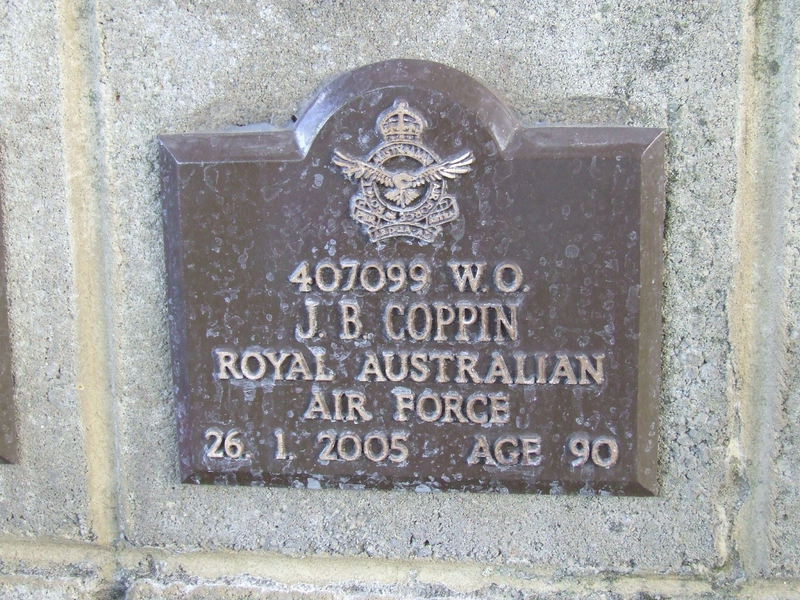 407099 W.O.
J. B. COPPIN
ROYAL AUSTRALIAN
AIR FORCE
26. 1. 2005 AGE 90